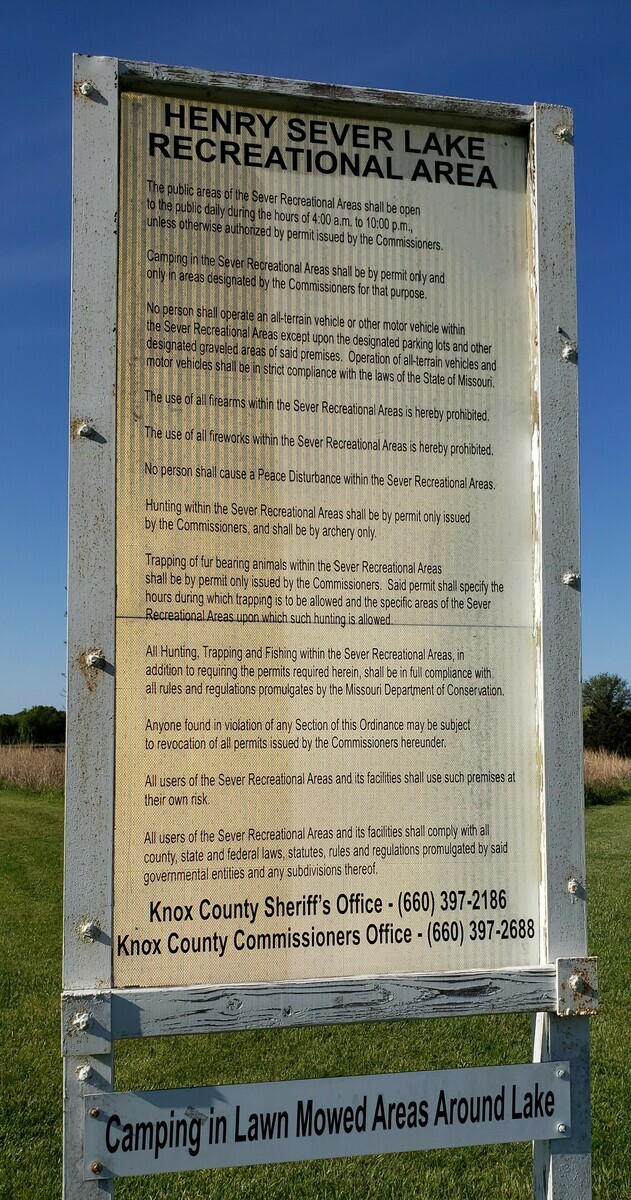 HENRY SEVER LAKE
RECREATIONAL AREA
The public areas of the Sever Recreational Areas shall be open
to the public daily during the hours of 4:00 a.m. to 10:00 p.m.,
unless otherwise authorized by permit issued by the Commissioners.
Camping in the Sever Recreational Areas shall be by permit only and
only in areas designated by the Commissioners for that purpose.
No person shall operate an all-terrain vehicle or other motor vehicle within
the Sever Recreational Areas except upon the designated parking lots and other
designated graveled areas of said premises. Operation of all-terrain vehicles and
motor vehicles shall be in strict compliance with the laws of the State of Missouri.
The use of all firearms within the Sever Recreational Areas is hereby prohibited.
The use of all fireworks within the Sever Recreational Areas is hereby prohibited.
No person shall cause a Peace Disturbance within the Sever Recreational Areas.
Hunting within the Sever Recreational Areas shall be by permit only issued
by the Commissioners, and shall be by archery only.
Trapping of fur bearing animals within the Sever Recreational Areas
shall be by permit only issued by the Commissioners. Said permit shall specify the
hours during which trapping is to be allowed and the specific areas of the Sever
Recreational Areas upon which such hunting is allowed.
All Hunting, Trapping and Fishing within the Sever Recreational Areas, in
addition to requiring the permits required herein, shall be in full compliance with
all rules and regulations promulgates by the Missouri Department of Conservation.
Anyone found in violation of any Section of this Ordinance may be subject
to revocation of all permits issued by the Commissioners hereunder.
All users of the Sever Recreational Areas and its facilities shall use such premises at
their own risk.
All users of the Sever Recreational Areas and its facilities shall comply with all
county, state and federal laws, statutes, rules and regulations promulgated by said
governmental entities and any subdivisions thereof.
Knox County Sheriff's Office - (660) 397-2186
Knox County Commissioners Office - (660) 397-2688
Camping in Lawn Mowed Areas Around Lake